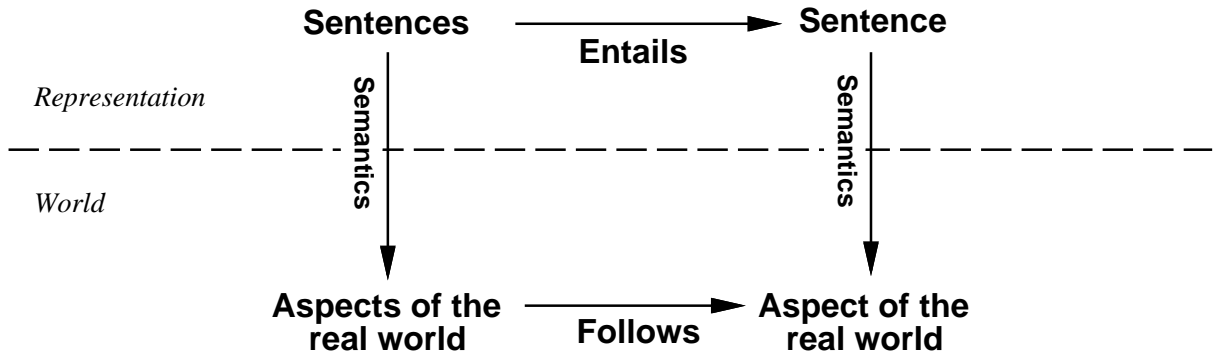 Sentences
Sentence
Entails
Semantics
Semantics
Representation
World
Aspects of the
real world
Follows
Aspect of the
real world